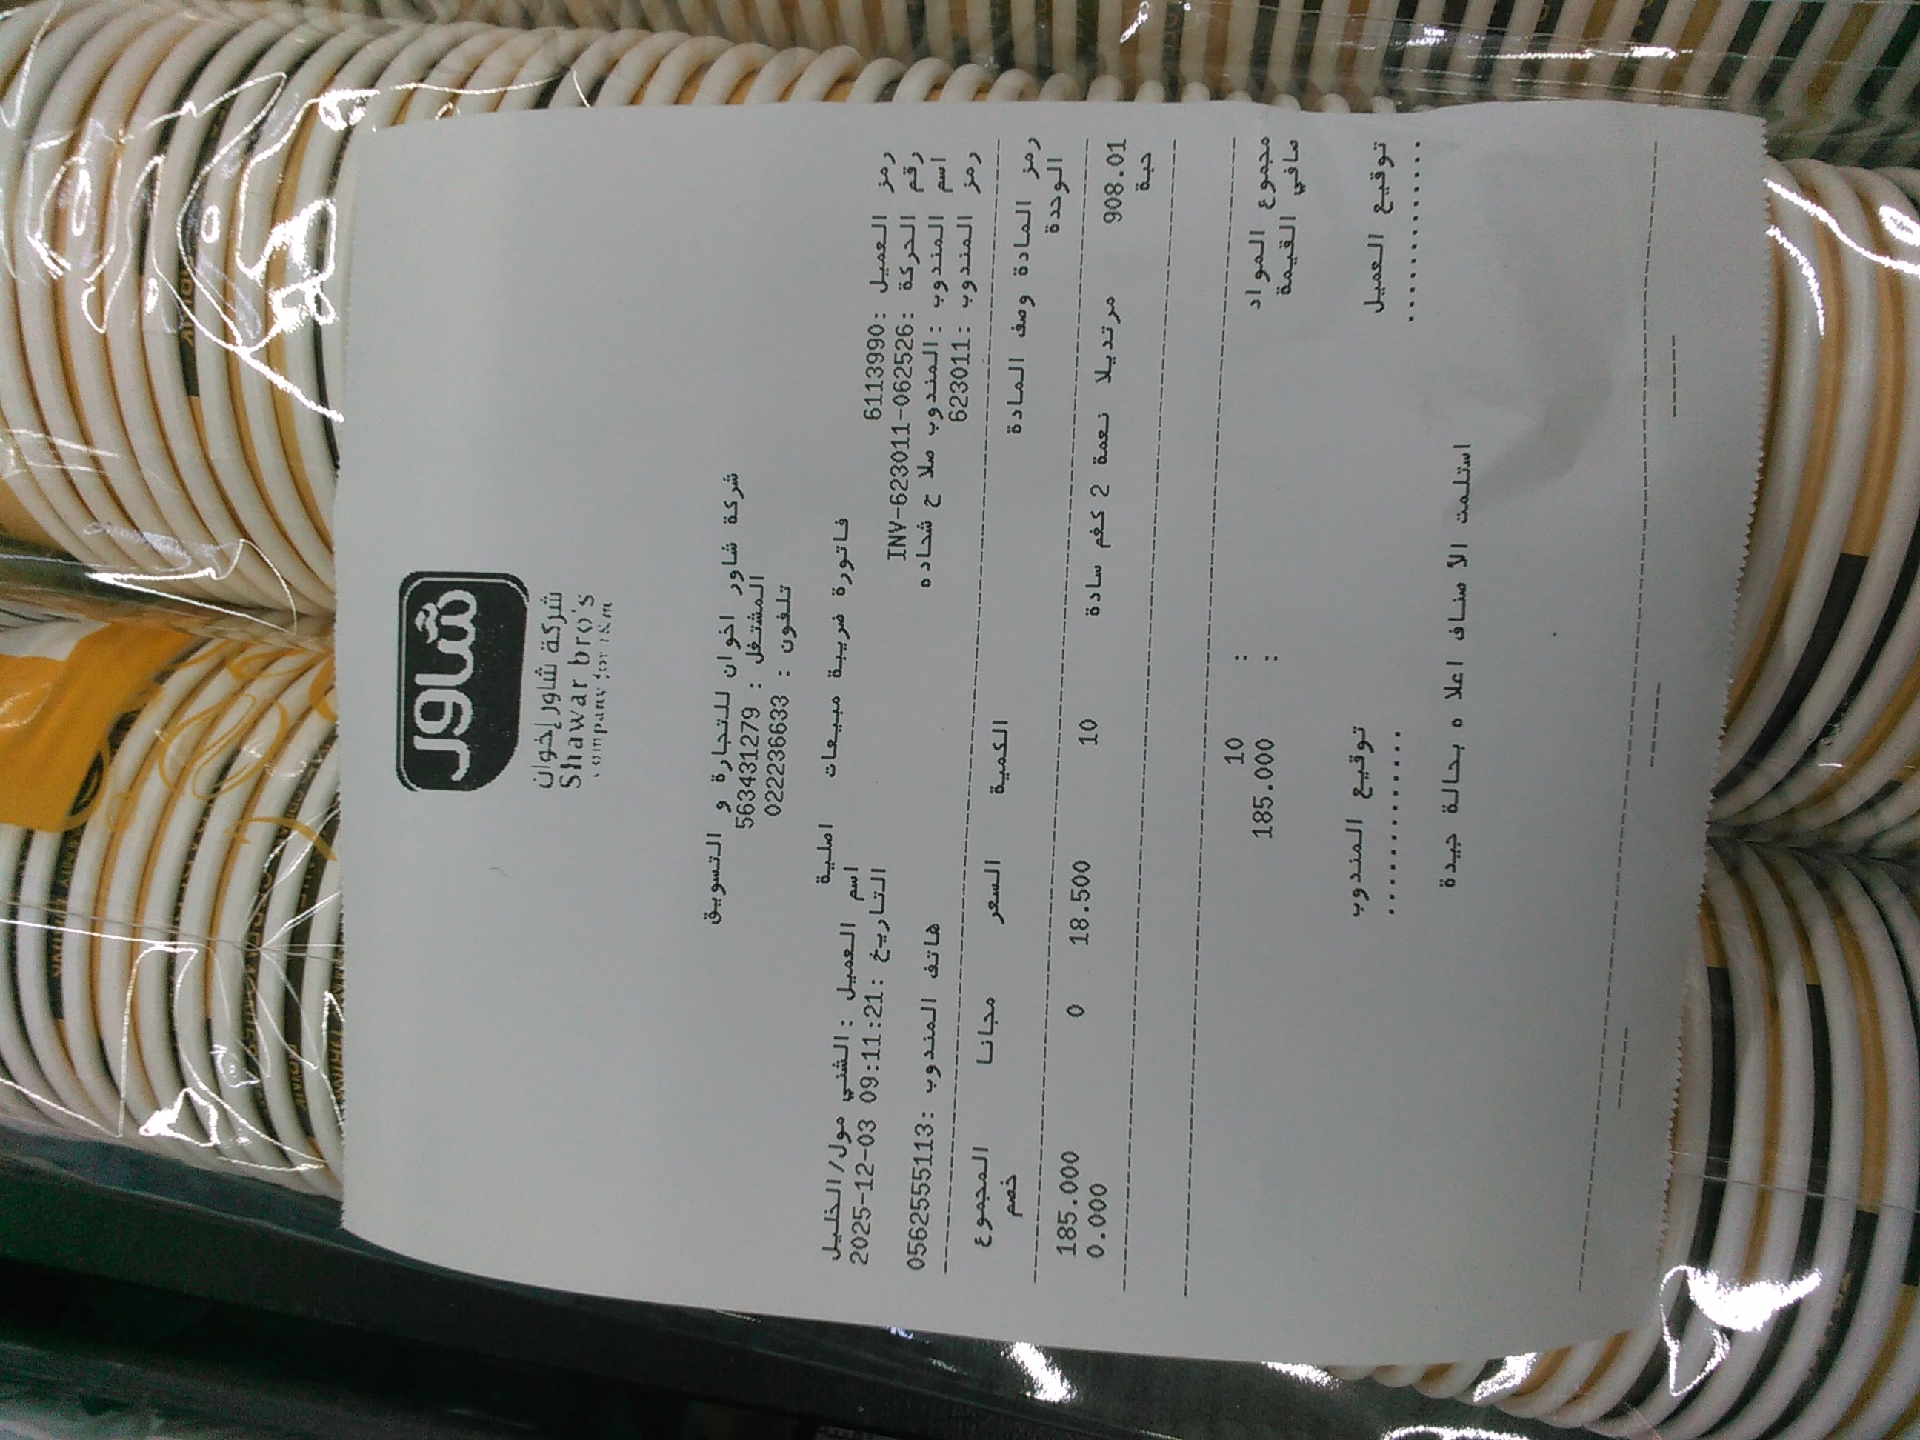 شاور
شركة شاور إخوان
Shawar bro's
company for t&m
شركة شاور اخوان للتجارة و التسويق
المشتغل : 563431279
تلفون : 022236633
فاتورة ضريبة مبيعات اصلية
رمز العميل :6113990 اسم العميل :الشني مول/الخليل
رقم الحركة :INV-623011-062526 التاريخ :2025-12-03 09:11:21
اسم المندوب :المندوب صلاح شحاده
رمز المندوب :623011 هاتف المندوب :0562555113
رمز المادة وصف المادة الكمية السعر مجانا المجموع
الوحدة خصم
908.01 مرتديلا نعمة 2 كغم سادة 10 18.500 0 185.000
حبة 0.000
مجموع المواد : 10
صافي القيمة : 185.000
توقيع العميل توقيع المندوب
............ ............
استلمت الاصناف اعلاه بحالة جيدة